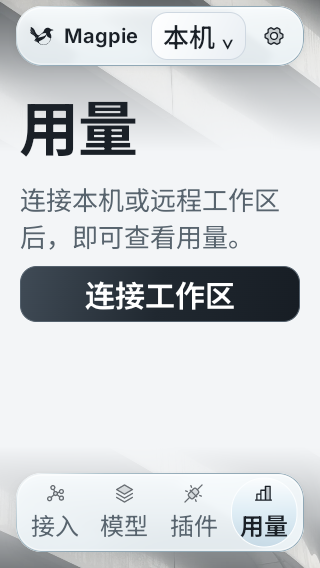 Magpie
本机
用量
连接本机或远程工作区
后，即可查看用量。
连接工作区
接入 模型 插件 用量